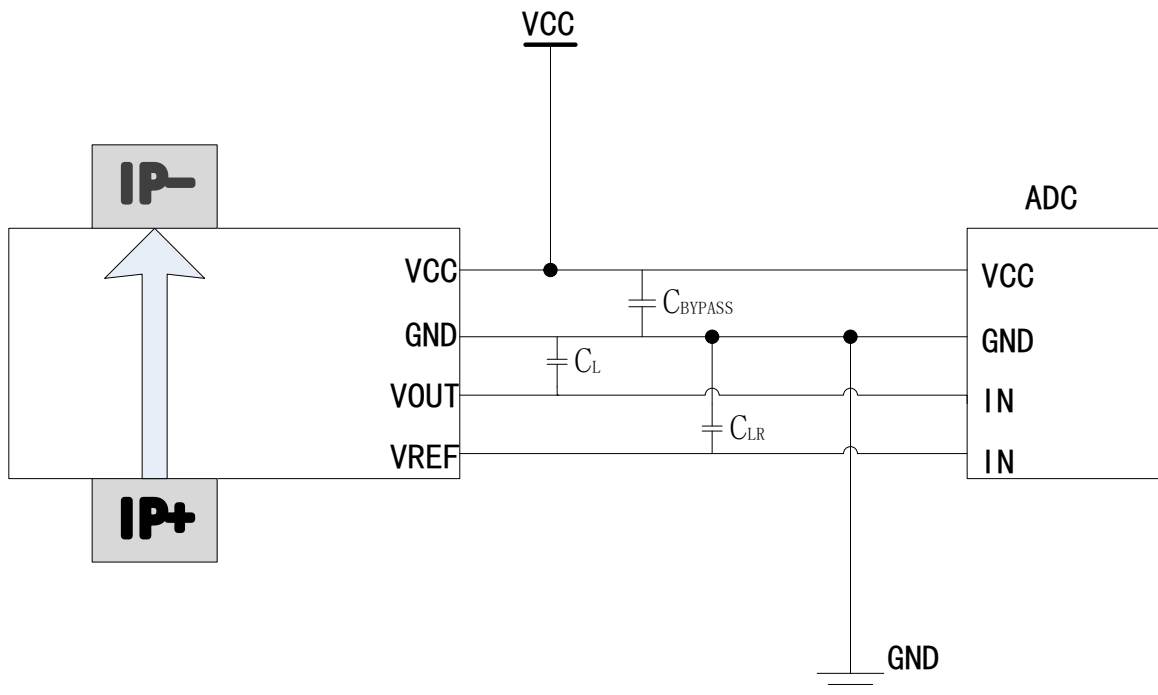 VCC
IP-
ADC
VCC
VCC
CBYPASS
GND
GND
CL
VOUT
IN
CLR
VREF
IN
IP+
GND